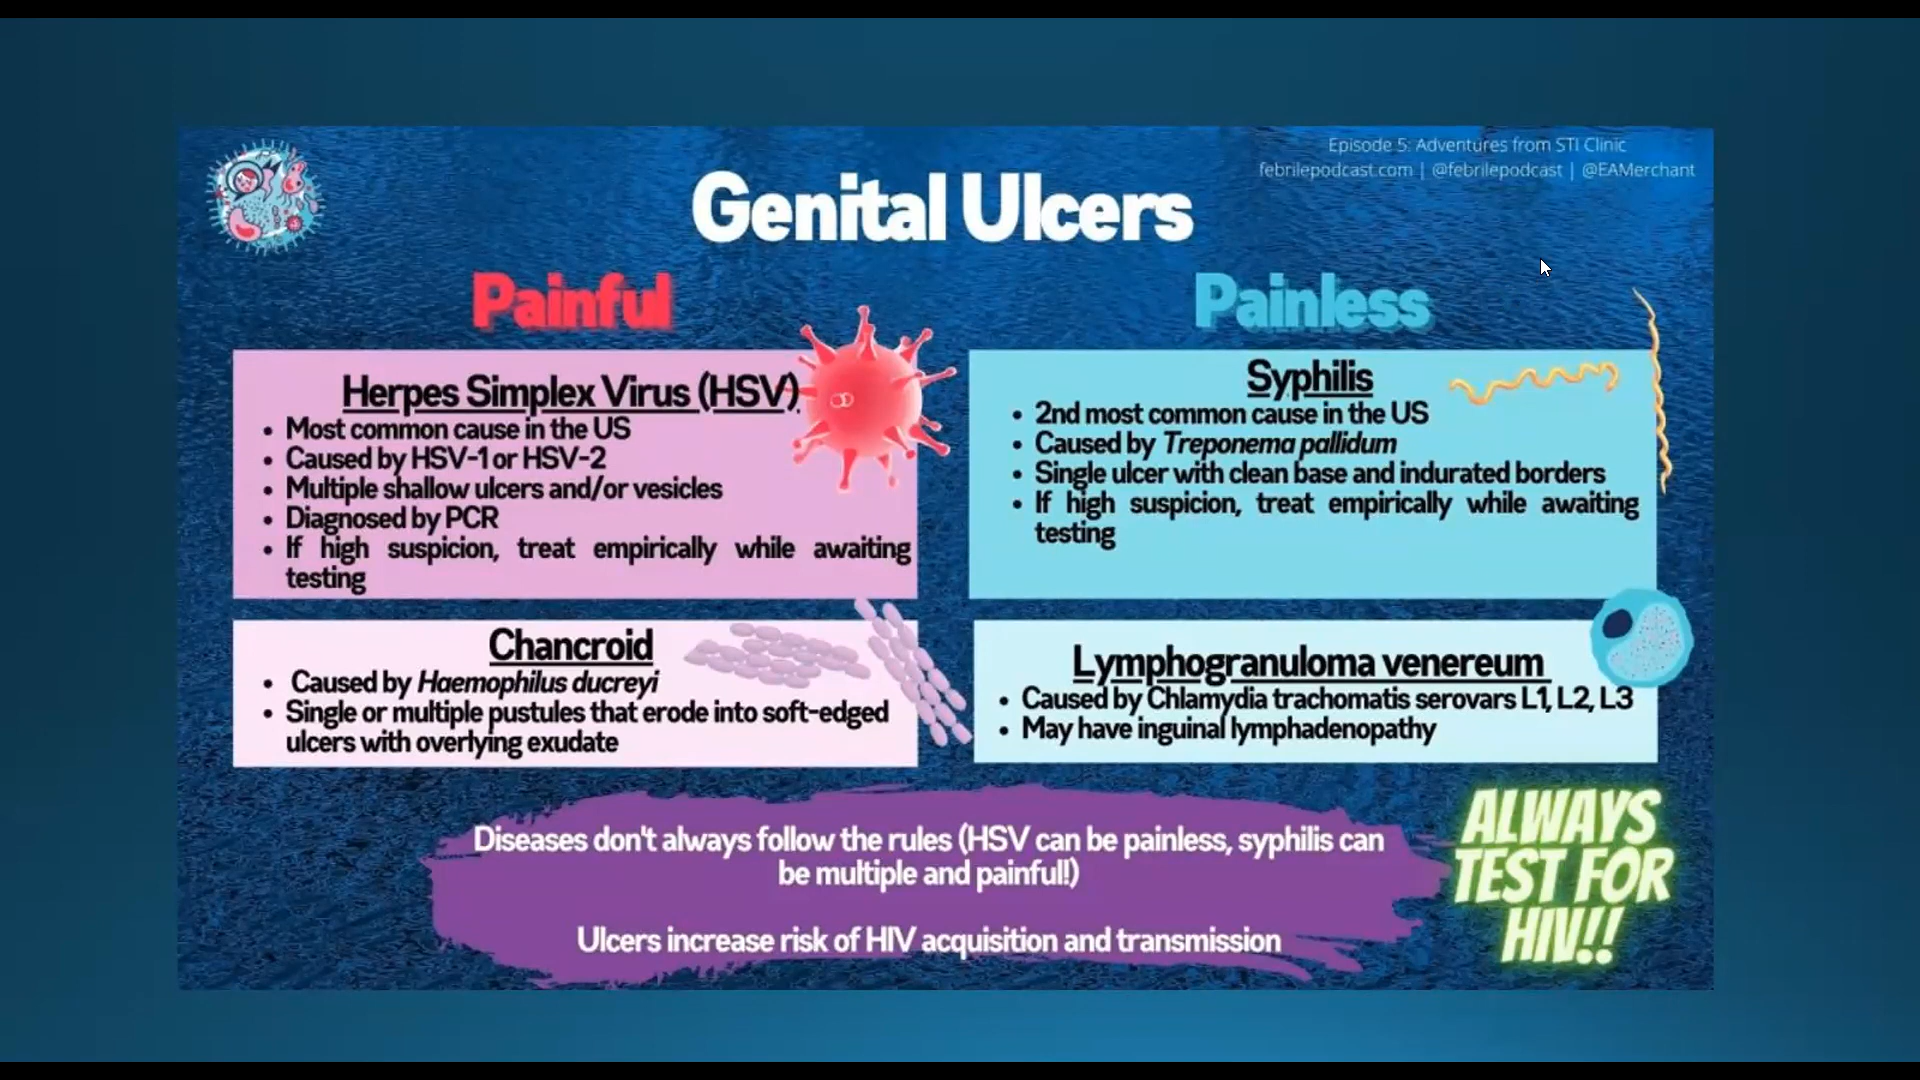 Episode 5: Adventures from STI Clinic
febrilepodcast.com | @febrilepodcast | @EAMerchant
Genital Ulcers
Painful
Herpes Simplex Virus (HSV)
• Most common cause in the US
• Caused by HSV-1 or HSV-2
• Multiple shallow ulcers and/or vesicles
• Diagnosed by PCR
• If high suspicion, treat empirically while awaiting
testing
Chancroid
• Caused by Haemophilus ducreyi
• Single or multiple pustules that erode into soft-edged
ulcers with overlying exudate
Painless
Syphilis
• 2nd most common cause in the US
• Caused by Treponema pallidum
• Single ulcer with clean base and indurated borders
• If high suspicion, treat empirically while awaiting
testing
Lymphogranuloma venereum
• Caused by Chlamydia trachomatis serovars L1, L2, L3
• May have inguinal lymphadenopathy
Diseases don't always follow the rules (HSV can be painless, syphilis can
be multiple and painful!)
Ulcers increase risk of HIV acquisition and transmission
ALWAYS
TEST FOR
HIV!!